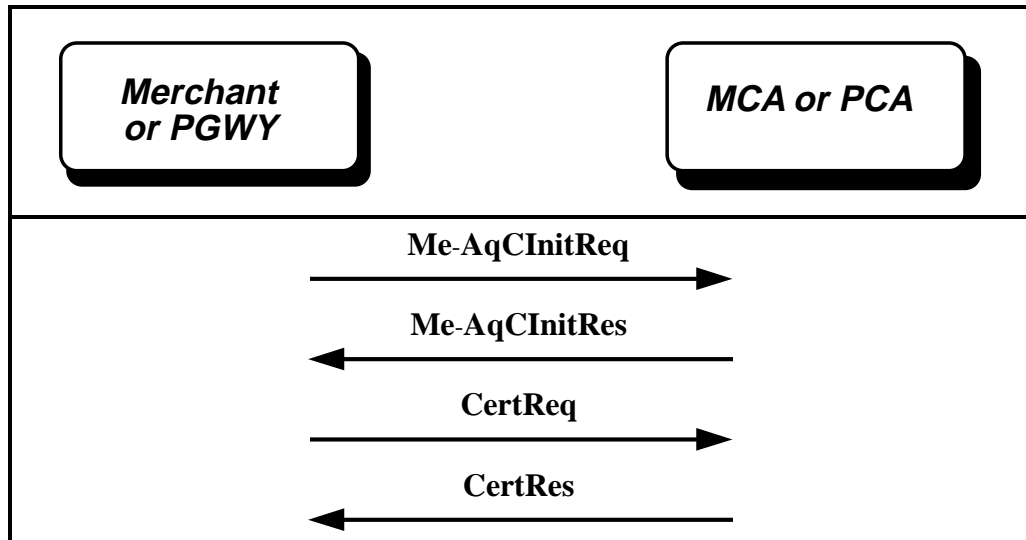 Merchant
or PGWY
MCA or PCA
Me-AqCInitReq
Me-AqCInitRes
CertReq
CertRes